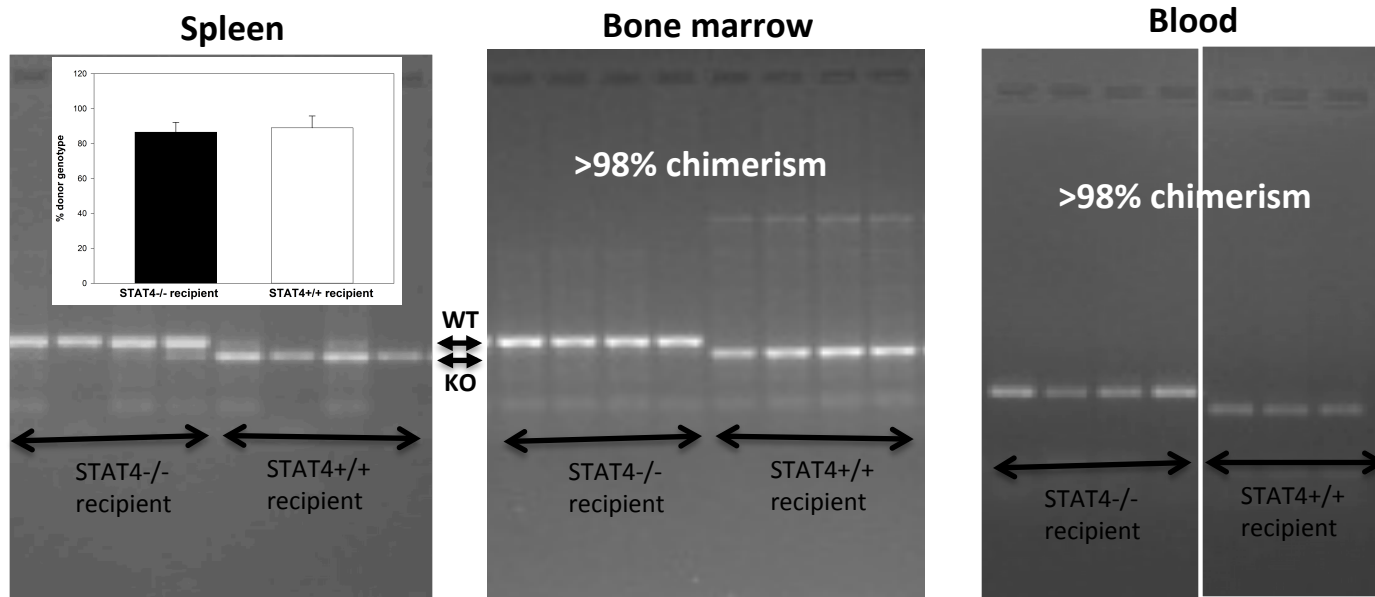 Spleen
120
100
80
60
40
20
0
% donor genotype
STAT4-/- recipient
STAT4+/+ recipient
STAT4-/-
recipient
STAT4+/+
recipient
WT
KO
Bone marrow
>98% chimerism
STAT4-/-
recipient
STAT4+/+
recipient
Blood
>98% chimerism
STAT4-/-
recipient
STAT4+/+
recipient